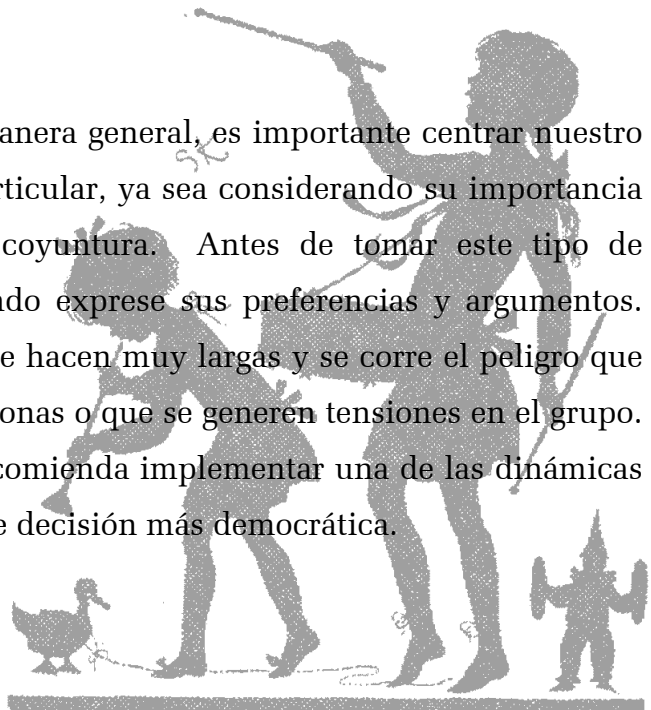 anera general, es importante centrar nuestro
rticular, ya sea considerando su importancia
coyuntura. Antes de tomar este tipo de
ndo exprese sus preferencias y argumentos.
e hacen muy largas y se corre el peligro que
onas o que se generen tensiones en el grupo.
comienda implementar una de las dinámicas
e decisión más democrática.